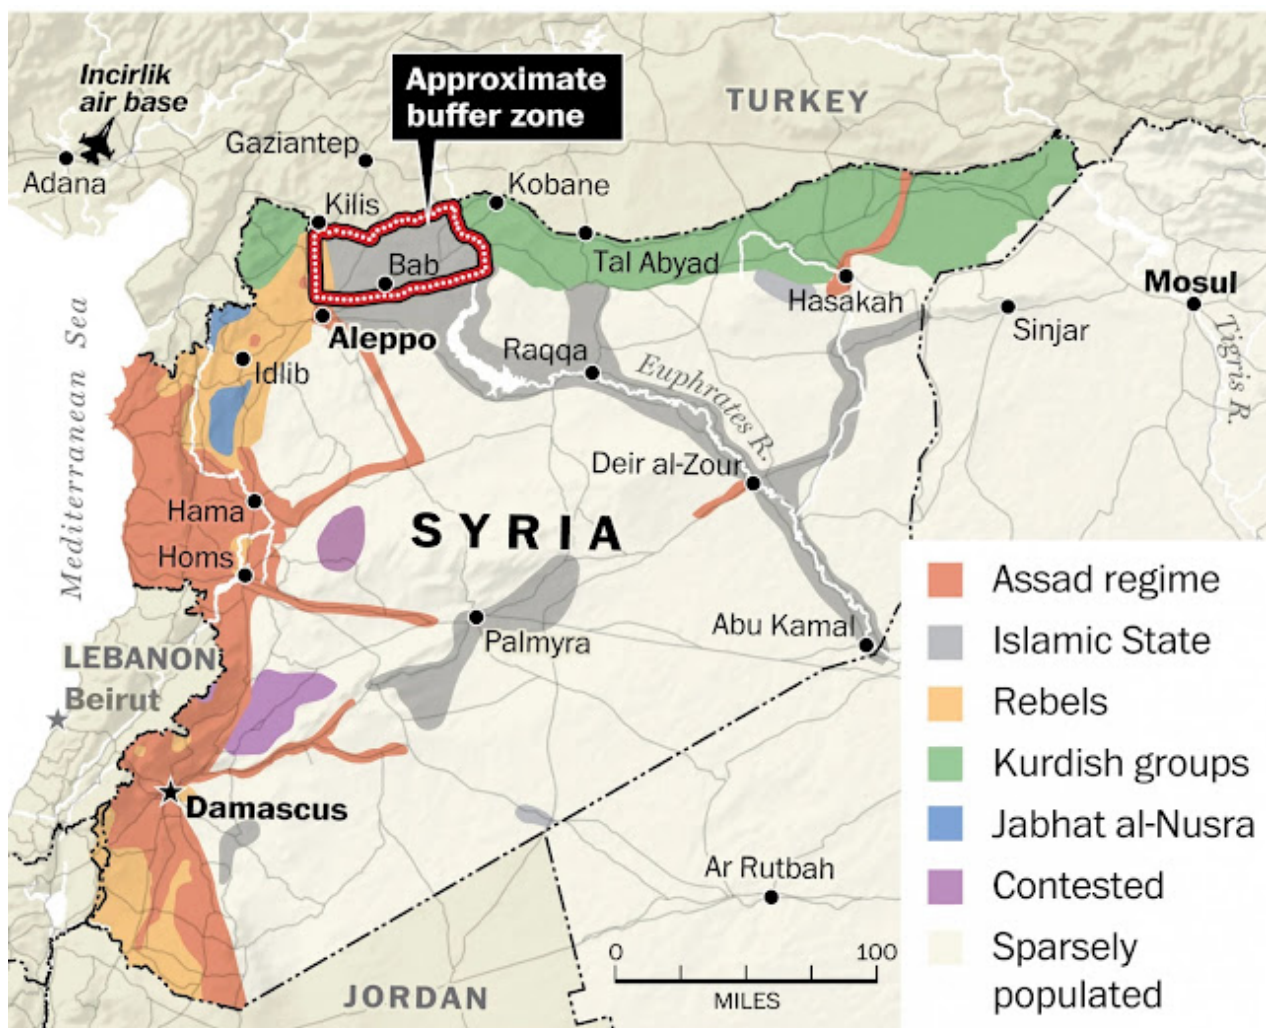 Incirlik
air base
Adana
Gaziantep
Approximate
buffer zone
TURKEY
Kilis
Kobane
Bab
Tal Abyad
Hasakah
Mosul
Sinjar
Tigris R.
Mediterranean Sea
Aleppo
Idlib
Raqqa
Euphrates R.
Deir al-Zour
Hama
SYRIA
Homs
Palmyra
Abu Kamal
LEBANON
Beirut
Damascus
Ar Rutbah
JORDAN
0 100
MILES
Assad regime
Islamic State
Rebels
Kurdish groups
Jabhat al-Nusra
Contested
Sparsely
populated